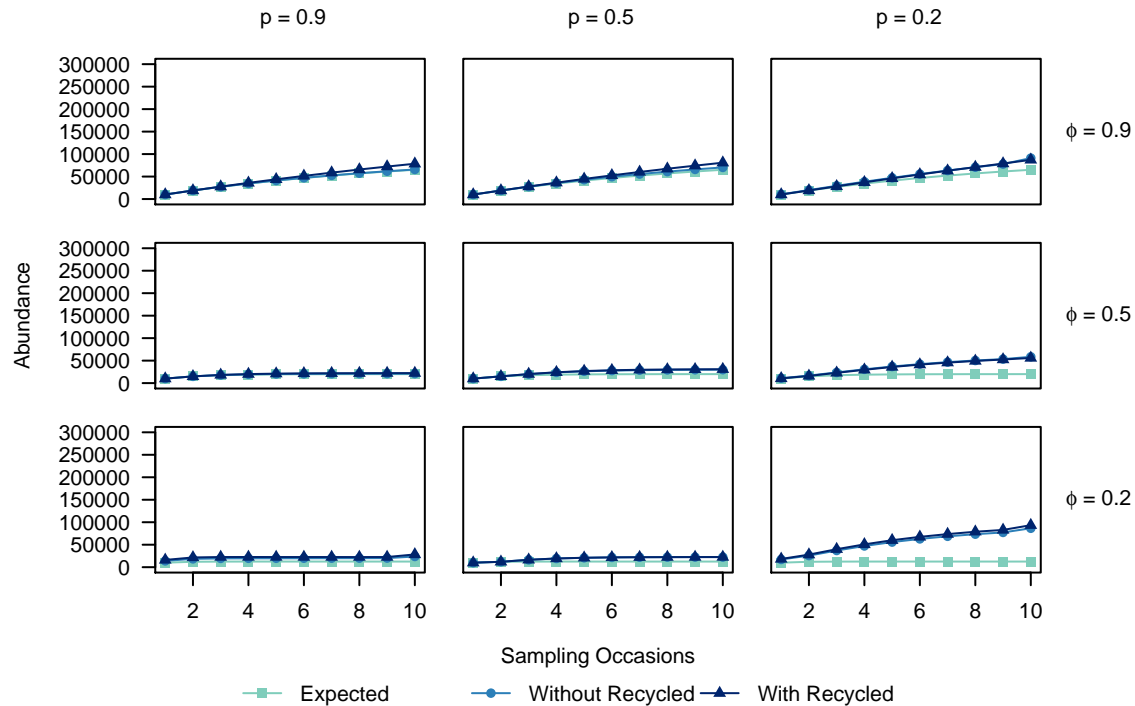 p = 0.9 p = 0.5 p = 0.2
300000
250000
200000
150000
100000
50000
0
ϕ = 0.9
300000
250000
200000
150000
100000
50000
0
ϕ = 0.5
300000
250000
200000
150000
100000
50000
0
ϕ = 0.2
Abundance
2 4 6 8 10 2 4 6 8 10 2 4 6 8 10
Sampling Occasions
Expected Without Recycled With Recycled